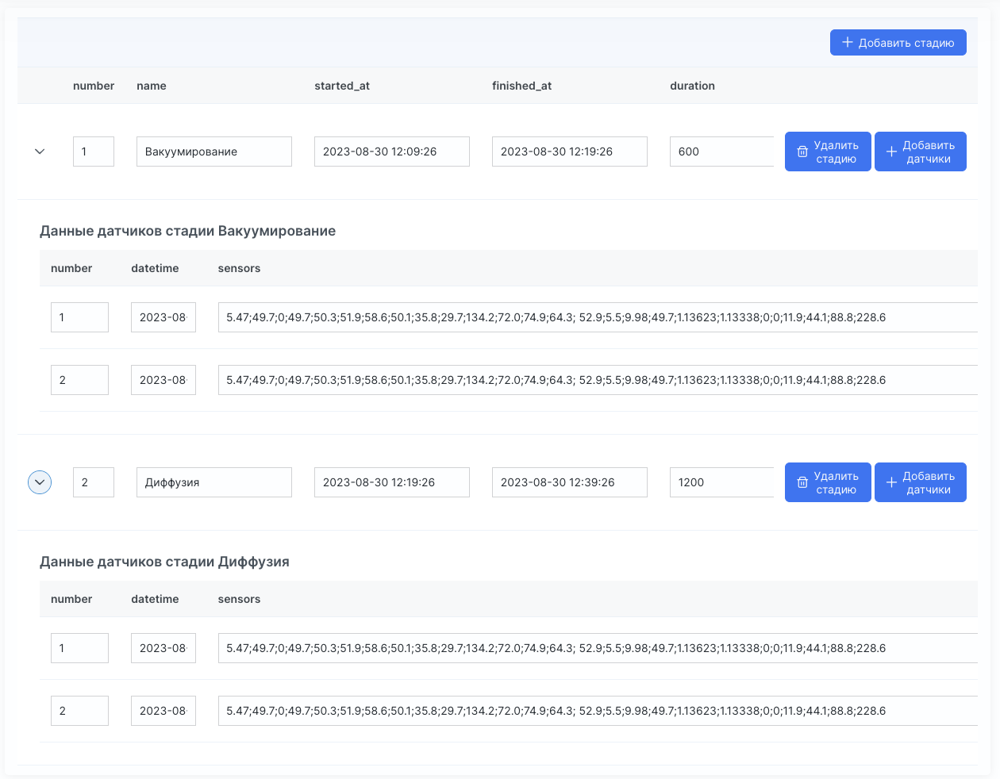 Добавить стадию
number name started_at finished_at duration
1 Вакуумирование 2023-08-30 12:09:26 2023-08-30 12:19:26 600 Удалить стадию Добавить датчики
Данные датчиков стадии Вакуумирование
number datetime sensors
1 2023-08- 5.47;49.7;0;49.7;50.3;51.9;58.6;50.1;35.8;29.7;134.2;72.0;74.9;64.3; 52.9;5.5;9.98;49.7;1.13623;1.13338;0;0;11.9;44.1;88.8;228.6
2 2023-08- 5.47;49.7;0;49.7;50.3;51.9;58.6;50.1;35.8;29.7;134.2;72.0;74.9;64.3; 52.9;5.5;9.98;49.7;1.13623;1.13338;0;0;11.9;44.1;88.8;228.6
2 Диффузия 2023-08-30 12:19:26 2023-08-30 12:39:26 1200 Удалить стадию Добавить датчики
Данные датчиков стадии Диффузия
number datetime sensors
1 2023-08- 5.47;49.7;0;49.7;50.3;51.9;58.6;50.1;35.8;29.7;134.2;72.0;74.9;64.3; 52.9;5.5;9.98;49.7;1.13623;1.13338;0;0;11.9;44.1;88.8;228.6
2 2023-08- 5.47;49.7;0;49.7;50.3;51.9;58.6;50.1;35.8;29.7;134.2;72.0;74.9;64.3; 52.9;5.5;9.98;49.7;1.13623;1.13338;0;0;11.9;44.1;88.8;228.6